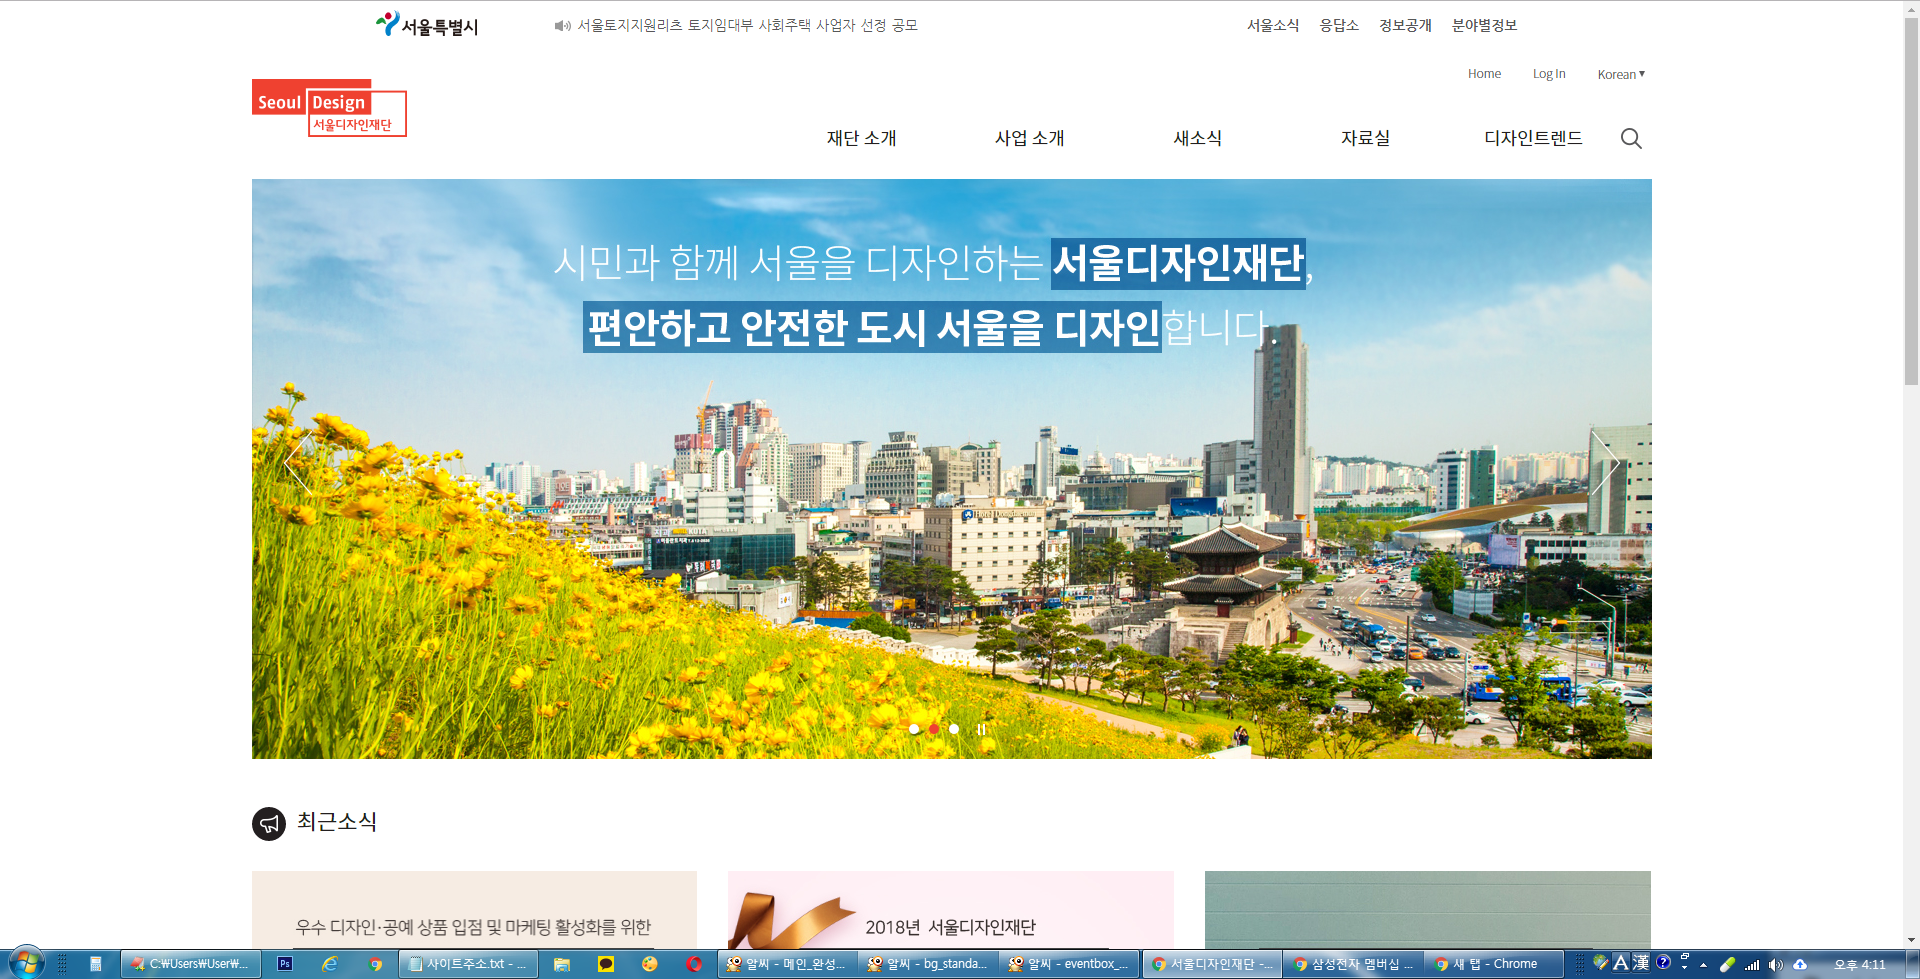 서울특별시
서울토지지원리츠 토지임대부 사회주택 사업자 선정 공모
서울소식 응답소 정보공개 분야별정보
Home Log In Korean ▾
Seoul Design
서울디자인재단
재단 소개 사업 소개 새소식 자료실 디자인트렌드
시민과 함께 서울을 디자인하는 서울디자인재단,
편안하고 안전한 도시 서울을 디자인합니다.
최근소식
우수 디자인·공예 상품 입점 및 마케팅 활성화를 위한
2018년 서울디자인재단
C:₩Users₩User₩...
Ps
사이트주소.txt - ...
알씨 - 메인_완성...
알씨 - bg_standa...
알씨 - eventbox_...
서울디자인재단 -...
삼성전자 멤버십 ...
새 탭 - Chrome
A 漢
오후 4:11